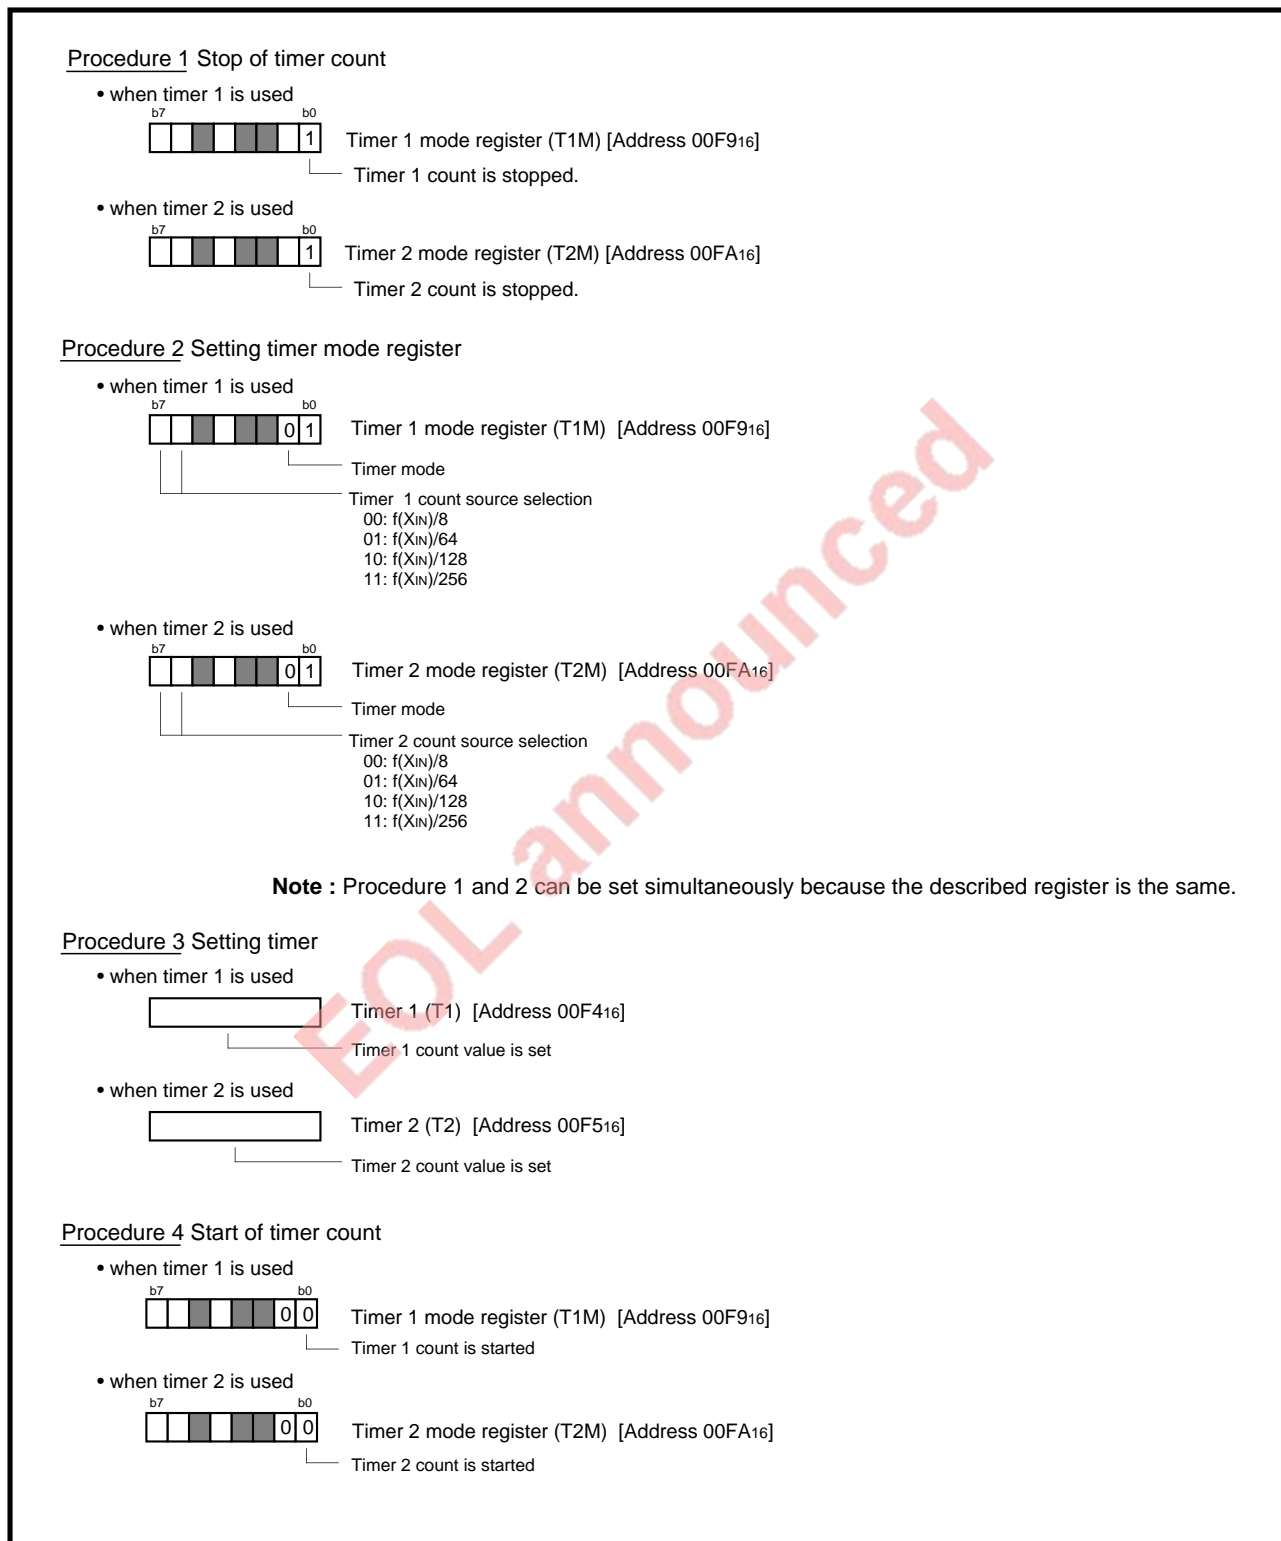 Procedure 1 Stop of timer count
• when timer 1 is used
b7 b0
1 Timer 1 mode register (T1M) [Address 00F916]
Timer 1 count is stopped.
• when timer 2 is used
b7 b0
1 Timer 2 mode register (T2M) [Address 00FA16]
Timer 2 count is stopped.
Procedure 2 Setting timer mode register
• when timer 1 is used
b7 b0
0 1 Timer 1 mode register (T1M) [Address 00F916]
Timer mode
Timer 1 count source selection
00: f(XIN)/8
01: f(XIN)/64
10: f(XIN)/128
11: f(XIN)/256
• when timer 2 is used
b7 b0
0 1 Timer 2 mode register (T2M) [Address 00FA16]
Timer mode
Timer 2 count source selection
00: f(XIN)/8
01: f(XIN)/64
10: f(XIN)/128
11: f(XIN)/256
Note : Procedure 1 and 2 can be set simultaneously because the described register is the same.
Procedure 3 Setting timer
• when timer 1 is used
Timer 1 (T1) [Address 00F416]
Timer 1 count value is set
• when timer 2 is used
Timer 2 (T2) [Address 00F516]
Timer 2 count value is set
Procedure 4 Start of timer count
• when timer 1 is used
b7 b0
0 0 Timer 1 mode register (T1M) [Address 00F916]
Timer 1 count is started
• when timer 2 is used
b7 b0
0 0 Timer 2 mode register (T2M) [Address 00FA16]
Timer 2 count is started
EOL announced